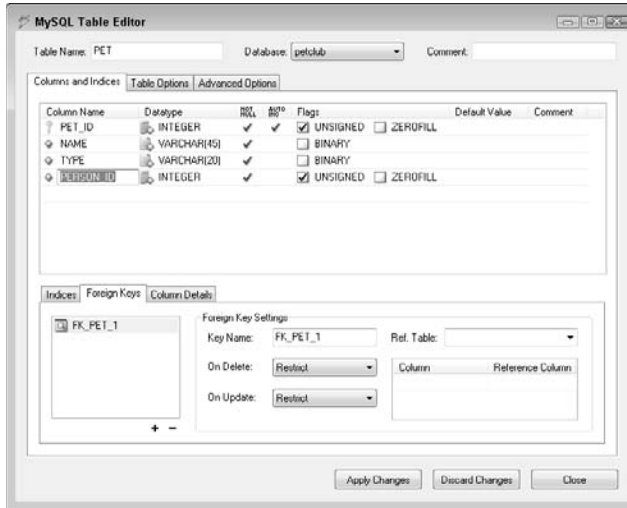 MySQL Table Editor
Table Name: PET Database: petclub Comment:
Columns and Indices Table Options Advanced Options
Column Name Datatype NOT NULL AUTO INC Flags Default Value Comment
PET_ID INTEGER UNSIGNED ZEROFILL
NAME VARCHAR(45) BINARY
TYPE VARCHAR(20) BINARY
PERSON_ID INTEGER UNSIGNED ZEROFILL
Indices Foreign Keys Column Details
FK_PET_1
Foreign Key Settings
Key Name: FK_PET_1 Ref. Table:
On Delete: Restrict Column Reference Column
On Update: Restrict
+ −
Apply Changes Discard Changes Close